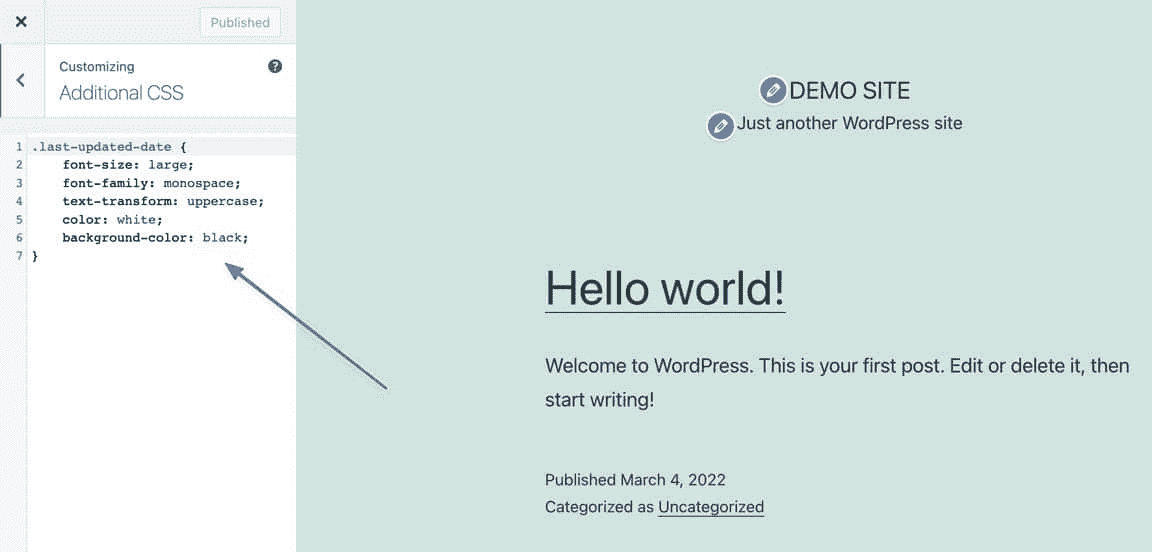 Published
Customizing
Additional CSS
1 .last-updated-date {
2 font-size: large;
3 font-family: monospace;
4 text-transform: uppercase;
5 color: white;
6 background-color: black;
7 }
DEMO SITE
Just another WordPress site
Hello world!
Welcome to WordPress. This is your first post. Edit or delete it, then
start writing!
Published March 4, 2022
Categorized as Uncategorized